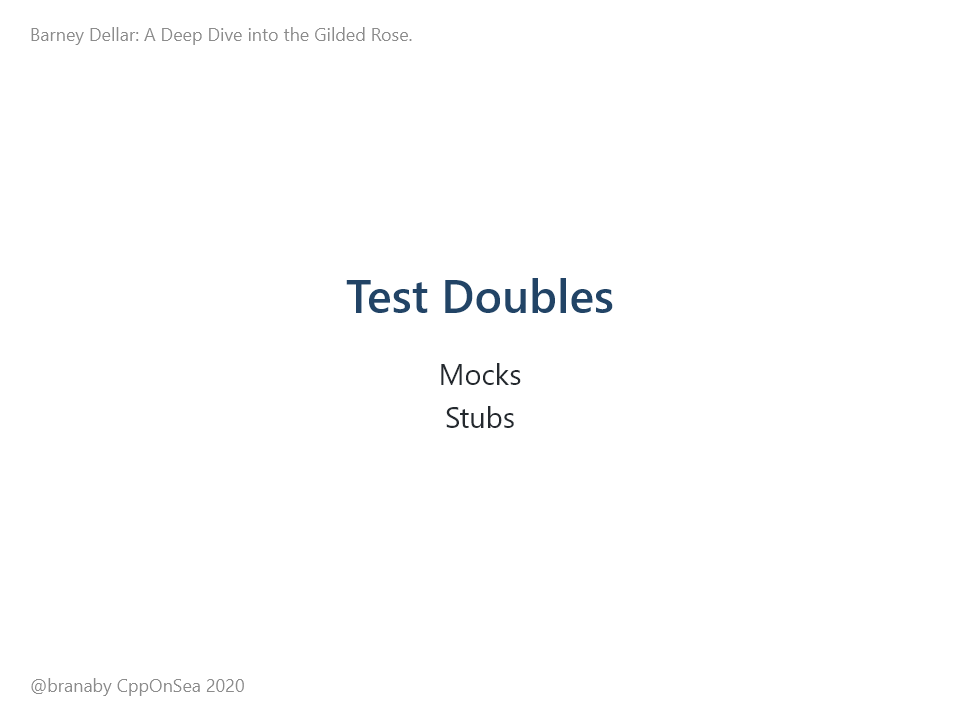 Barney Dellar: A Deep Dive into the Gilded Rose.
Test Doubles
Mocks
Stubs
@branaby CppOnSea 2020